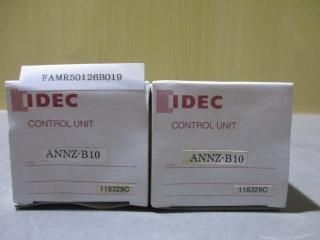 FAMR50126B019
IDEC
CONTROL UNIT
ANNZ-B10
118329C
IDEC
CONTROL UNIT
ANNZ-B10
118329C